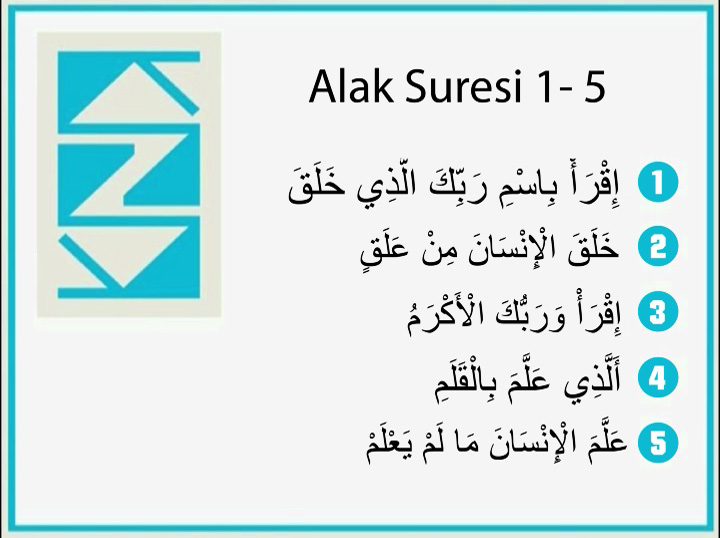 Alak Suresi 1- 5
1 إِقْرَأْ بِاسْمِ رَبِّكَ الَّذِي خَلَقَ
2 خَلَقَ الْإِنْسَانَ مِنْ عَلَقٍ
3 إِقْرَأْ وَرَبُّكَ الْأَكْرَمُ
4 أَلَّذِي عَلَّمَ بِالْقَلَمِ
5 عَلَّمَ الْإِنْسَانَ مَا لَمْ يَعْلَمْ